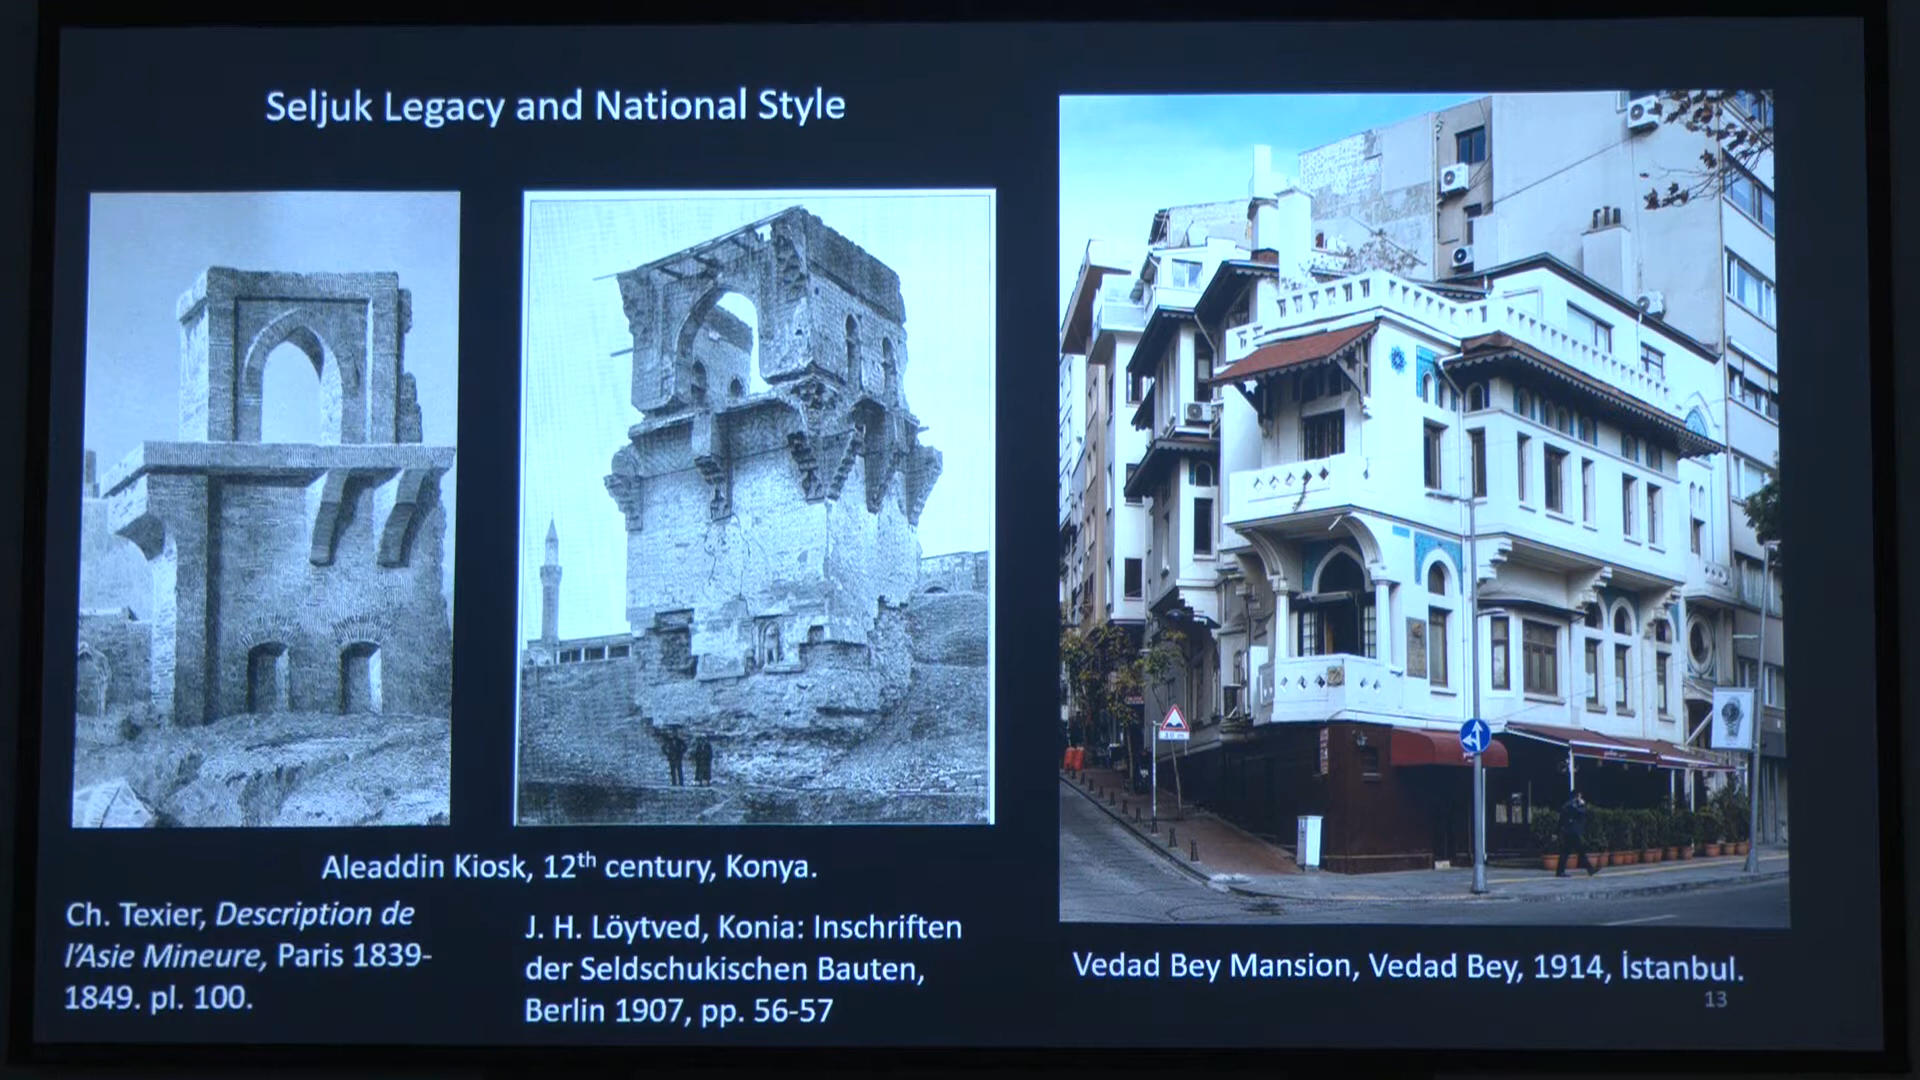 Seljuk Legacy and National Style
Aleaddin Kiosk, 12th century, Konya.
Ch. Texier, Description de
l'Asie Mineure, Paris 1839-
1849. pl. 100.
J. H. Löytved, Konia: Inschriften
der Seldschukischen Bauten,
Berlin 1907, pp. 56-57
Vedad Bey Mansion, Vedad Bey, 1914, İstanbul.
13